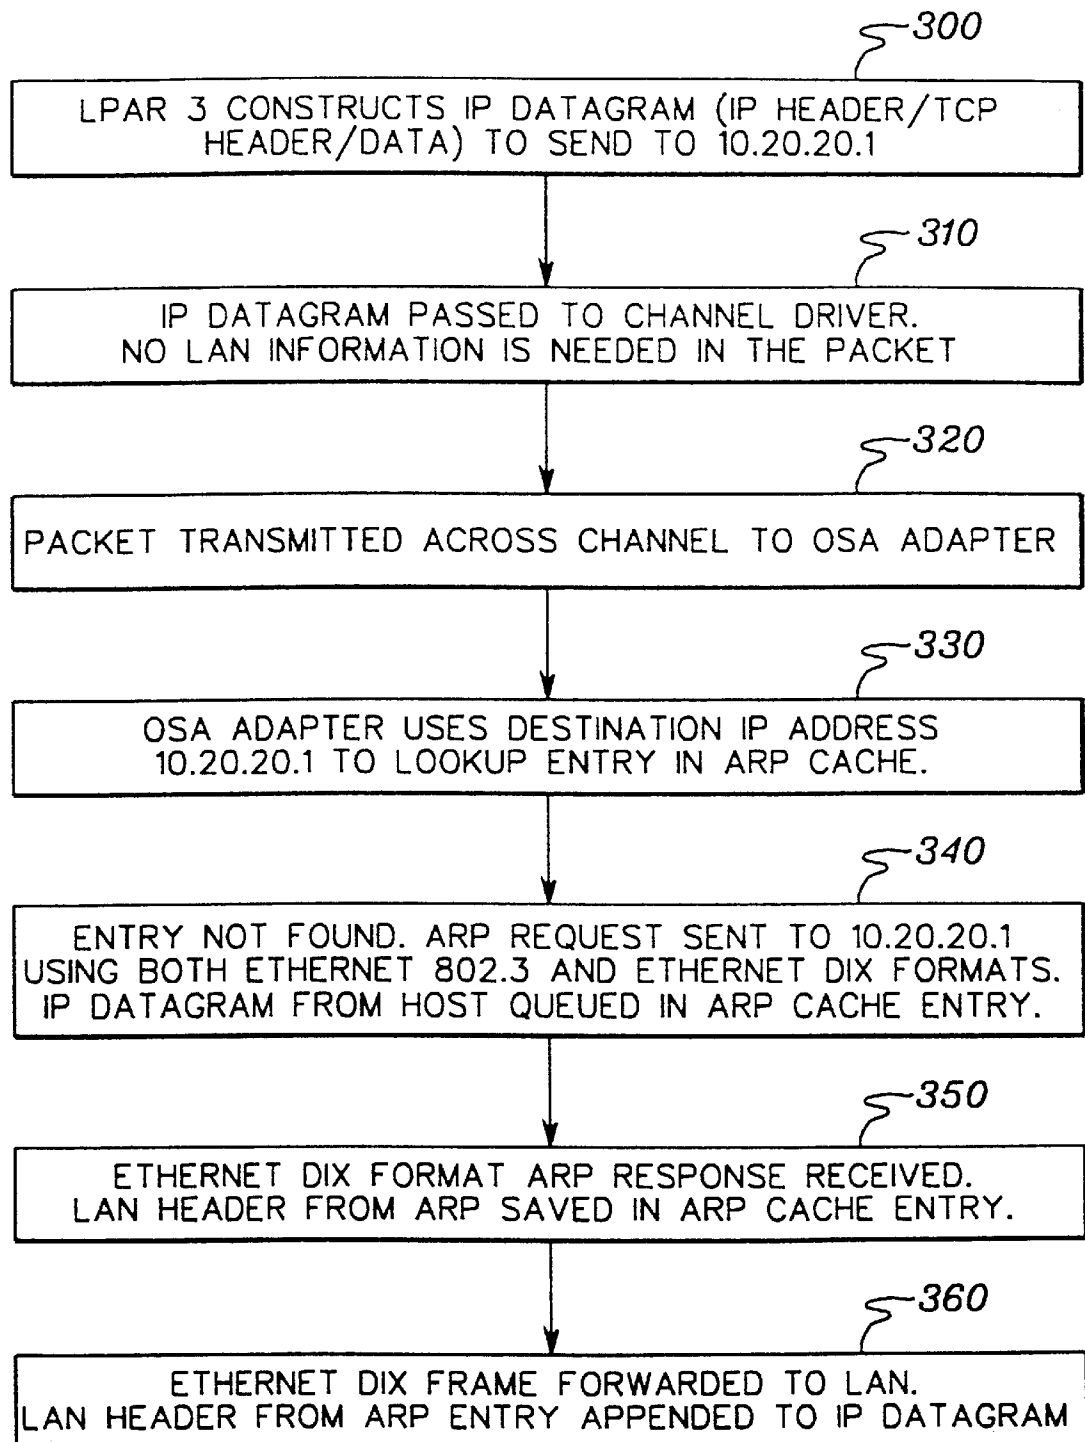 300
LPAR 3 CONSTRUCTS IP DATAGRAM (IP HEADER/TCP
HEADER/DATA) TO SEND TO 10.20.20.1
310
IP DATAGRAM PASSED TO CHANNEL DRIVER.
NO LAN INFORMATION IS NEEDED IN THE PACKET
320
PACKET TRANSMITTED ACROSS CHANNEL TO OSA ADAPTER
330
OSA ADAPTER USES DESTINATION IP ADDRESS
10.20.20.1 TO LOOKUP ENTRY IN ARP CACHE.
340
ENTRY NOT FOUND. ARP REQUEST SENT TO 10.20.20.1
USING BOTH ETHERNET 802.3 AND ETHERNET DIX FORMATS.
IP DATAGRAM FROM HOST QUEUED IN ARP CACHE ENTRY.
350
ETHERNET DIX FORMAT ARP RESPONSE RECEIVED.
LAN HEADER FROM ARP SAVED IN ARP CACHE ENTRY.
360
ETHERNET DIX FRAME FORWARDED TO LAN.
LAN HEADER FROM ARP ENTRY APPENDED TO IP DATAGRAM